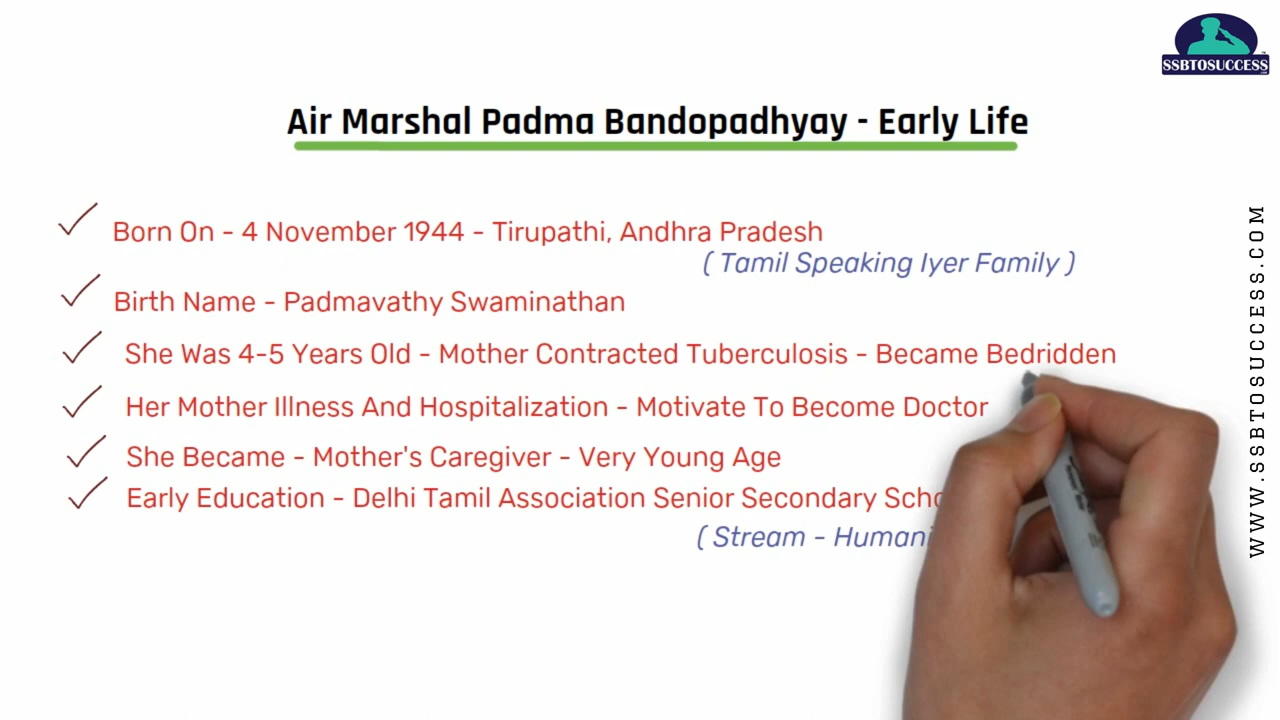 SSBTOSUCCESS
Air Marshal Padma Bandopadhyay - Early Life
Born On - 4 November 1944 - Tirupathi, Andhra Pradesh
( Tamil Speaking Iyer Family )
Birth Name - Padmavathy Swaminathan
She Was 4-5 Years Old - Mother Contracted Tuberculosis - Became Bedridden
Her Mother Illness And Hospitalization - Motivate To Become Doctor
She Became - Mother's Caregiver - Very Young Age
Early Education - Delhi Tamil Association Senior Secondary
( Stream -
WWW.SSBTOSUCCESS.COM